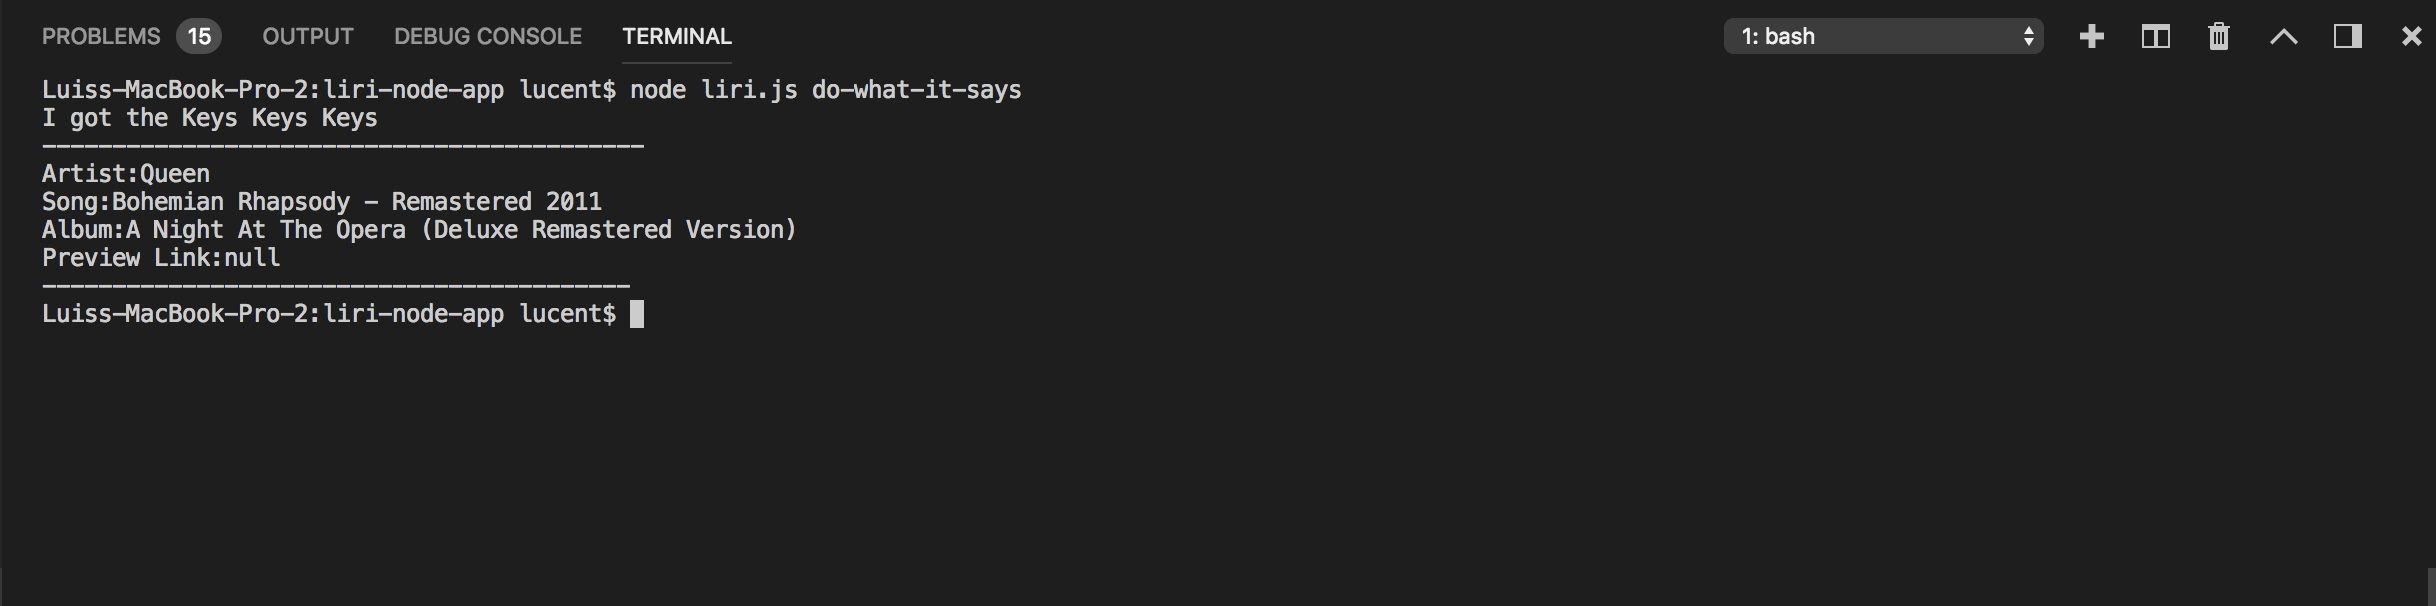 PROBLEMS 15 OUTPUT DEBUG CONSOLE TERMINAL 1: bash
Luiss-MacBook-Pro-2:liri-node-app lucent$ node liri.js do-what-it-says
I got the Keys Keys Keys
-------------------------------------------
Artist:Queen
Song:Bohemian Rhapsody - Remastered 2011
Album:A Night At The Opera (Deluxe Remastered Version)
Preview Link:null
------------------------------------------
Luiss-MacBook-Pro-2:liri-node-app lucent$